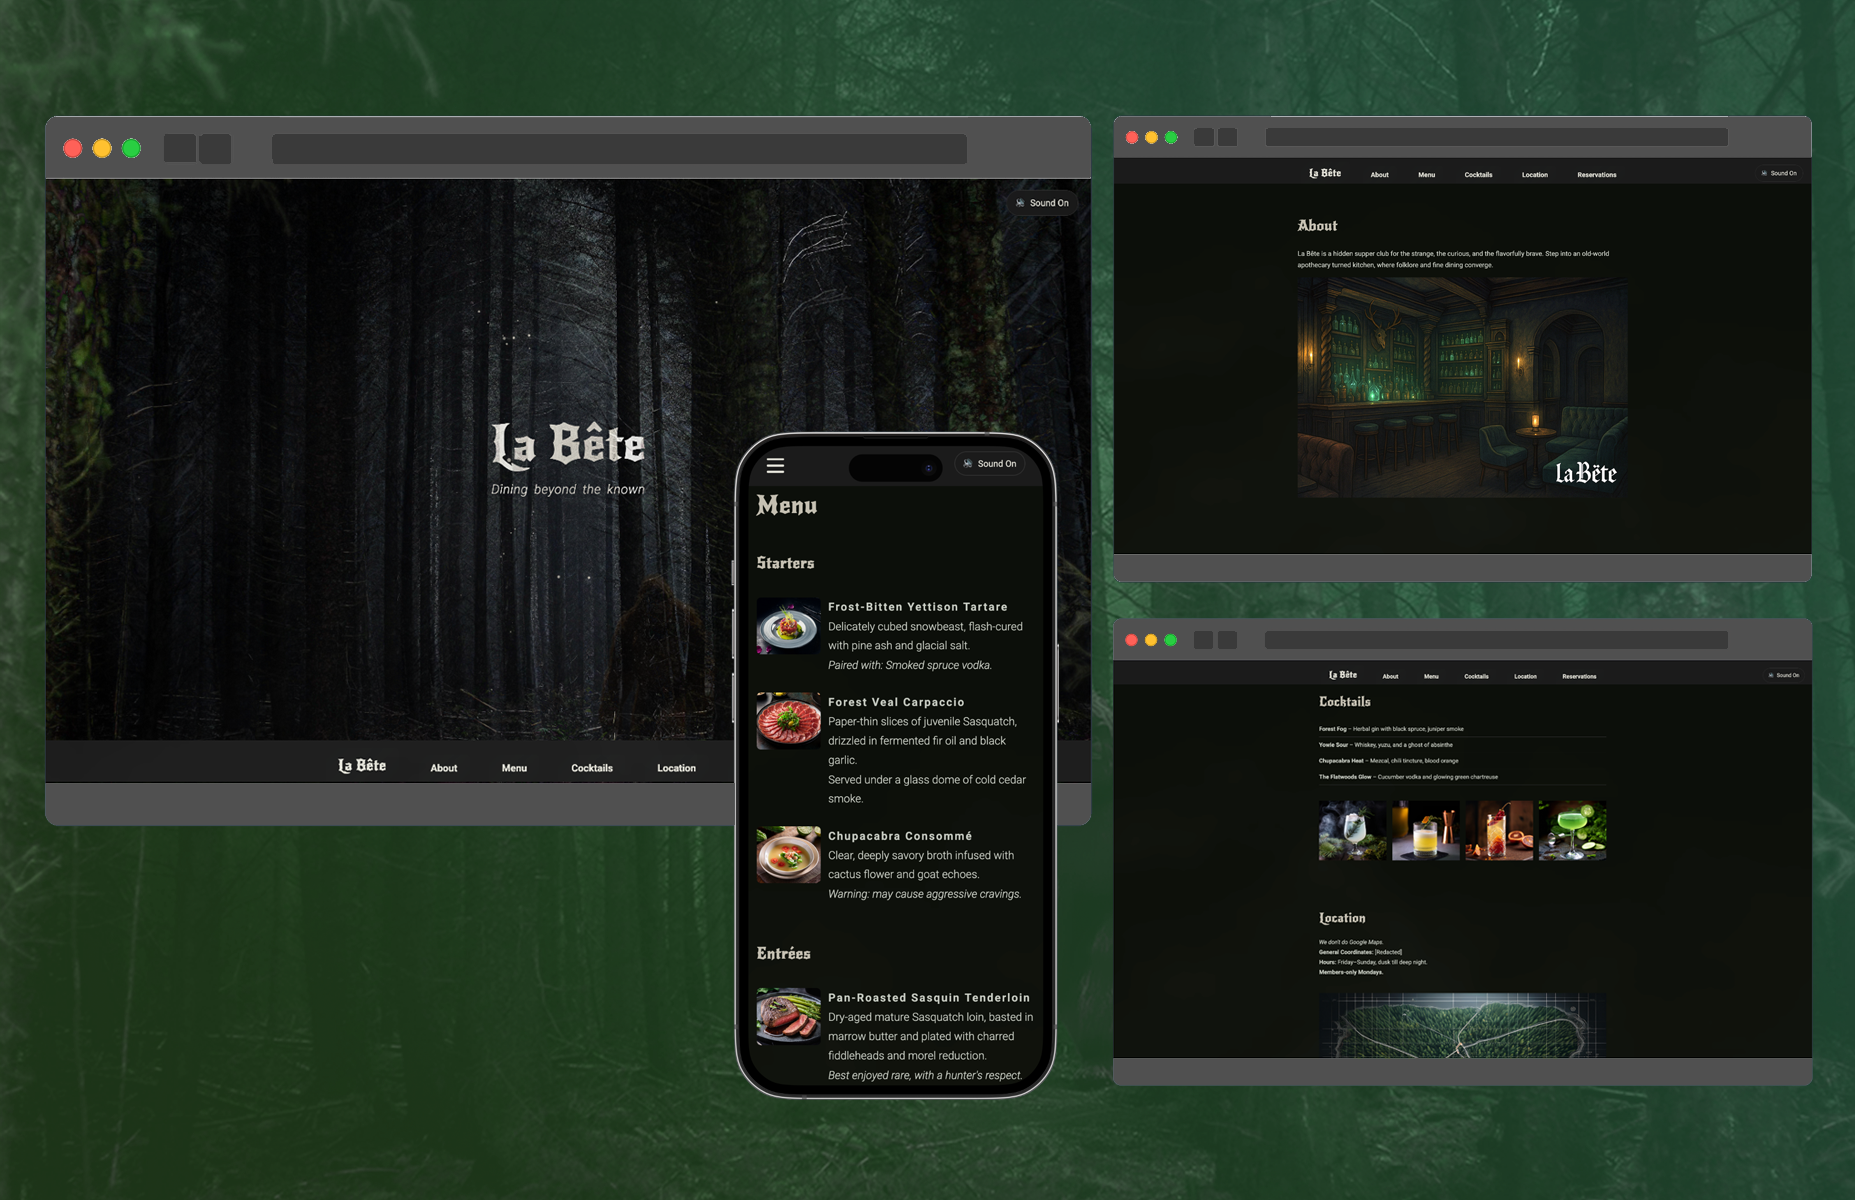 Sound On
La Bête
Dining beyond the known
La Bête About Menu Cocktails Location
Sound On
Menu
Starters
Frost-Bitten Yettison Tartare
Delicately cubed snowbeast, flash-cured
with pine ash and glacial salt.
Paired with: Smoked spruce vodka.
Forest Veal Carpaccio
Paper-thin slices of juvenile Sasquatch,
drizzled in fermented fir oil and black
garlic.
Served under a glass dome of cold cedar
smoke.
Chupacabra Consommé
Clear, deeply savory broth infused with
cactus flower and goat echoes.
Warning: may cause aggressive cravings.
Entrées
Pan-Roasted Sasquin Tenderloin
Dry-aged mature Sasquatch loin, basted in
marrow butter and plated with charred
fiddleheads and morel reduction.
Best enjoyed rare, with a hunter's respect.
La Bête About Menu Cocktails Location Reservations Sound On
About
La Bête is a hidden supper club for the strange, the curious, and the flavorfully brave. Step into an old-world
apothecary turned kitchen, where folklore and fine dining converge.
la Bëte
La Bête About Menu Cocktails Location Reservations Sound On
Cocktails
Forest Fog – Herbal gin with black spruce, juniper smoke
Yowie Sour – Whiskey, yuzu, and a ghost of absinthe
Chupacabra Heat – Mezcal, chili tincture, blood orange
The Flatwoods Glow – Cucumber vodka and glowing green chartreuse
Location
We don't do Google Maps.
General Coordinates: [Redacted]
Hours: Friday–Sunday, dusk till deep night.
Members-only Mondays.